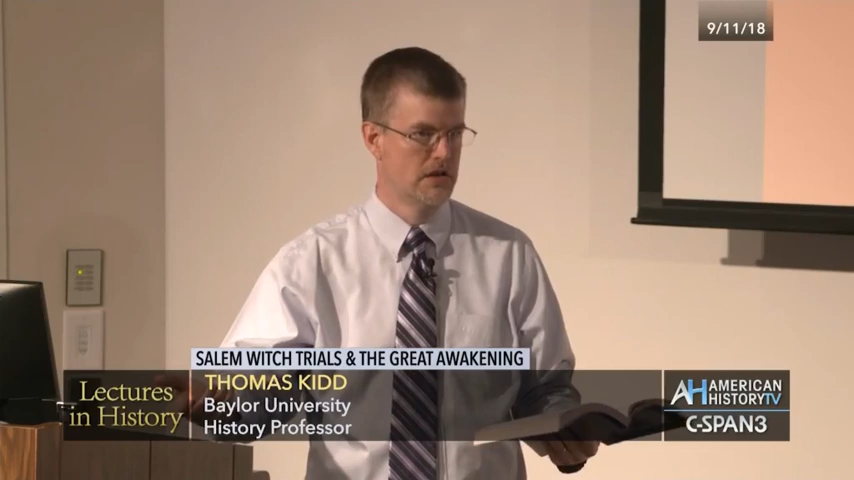 9/11/18
SALEM WITCH TRIALS & THE GREAT AWAKENING
Lectures
in History
THOMAS KIDD
Baylor University
History Professor
AH AMERICAN
HISTORY TV
C-SPAN3